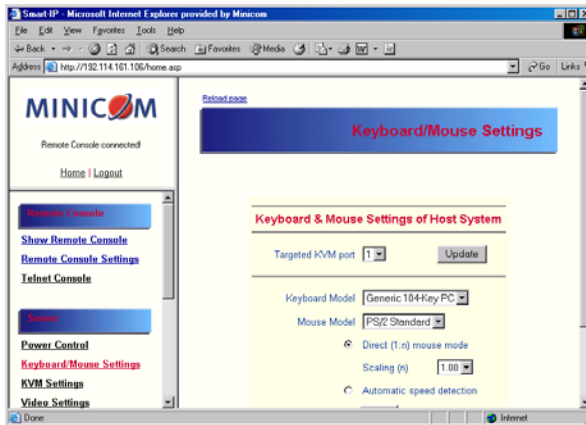 Smart-IP - Microsoft Internet Explorer provided by Minicom
File Edit View Favorites Tools Help
Back Search Favorites Media
Address http://192.114.161.106/home.asp Go Links
MINICOM
Remote Console connected!
Home | Logout
Remote Console
Show Remote Console
Remote Console Settings
Telnet Console
Server
Power Control
Keyboard/Mouse Settings
KVM Settings
Video Settings
Reload page
Keyboard/Mouse Settings
Keyboard & Mouse Settings of Host System
Targeted KVM port 1 Update
Keyboard Model Generic 104-Key PC
Mouse Model PS/2 Standard
Direct (1:n) mouse mode
Scaling (n) 1.00
Automatic speed detection
Done Internet